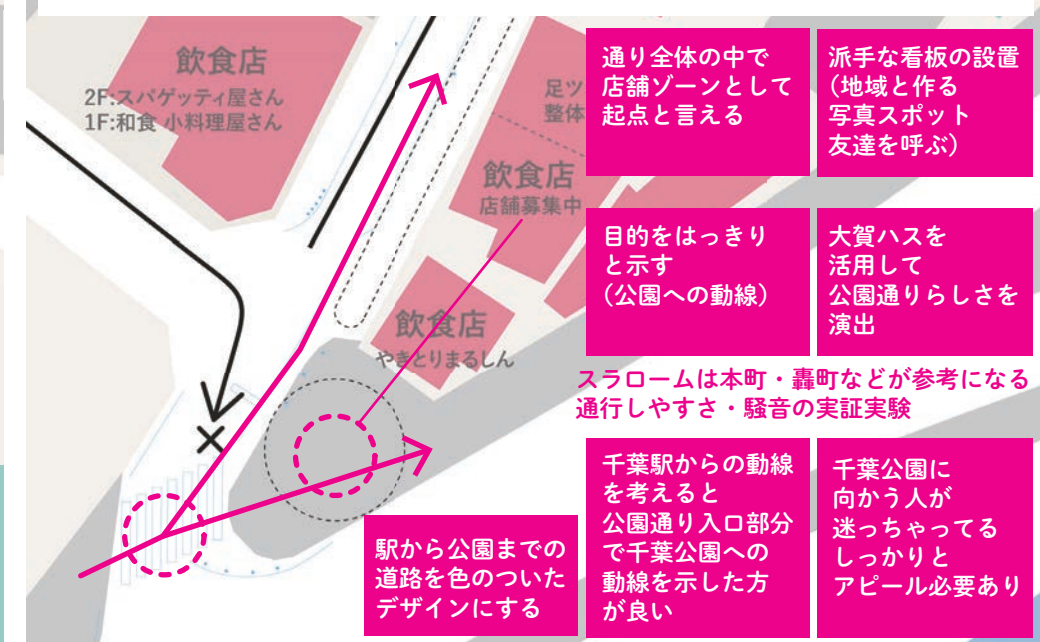 飲食店
2F:スパゲッティ屋さん
1F:和食 小料理屋さん
足ツ
整体
飲食店
店舗募集中
飲食店
やきとりまるしん
通り全体の中で
店舗ゾーンとして
起点と言える
派手な看板の設置
(地域と作る
写真スポット
友達を呼ぶ)
目的をはっきり
と示す
(公園への動線)
大賀ハスを
活用して
公園通りらしさを
演出
スラロームは本町・轟町などが参考になる
通行しやすさ・騒音の実証実験
駅から公園までの
道路を色のついた
デザインにする
千葉駅からの動線
を考えると
公園通り入口部分
で千葉公園への
動線を示した方
が良い
千葉公園に
向かう人が
迷っちゃってる
しっかりと
アピール必要あり